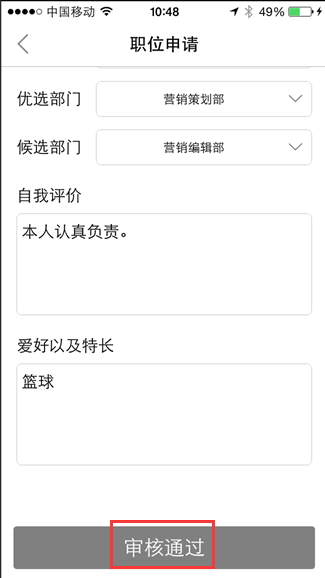 中国移动 10:48 49%
职位申请
优选部门 营销策划部
候选部门 营销编辑部
自我评价
本人认真负责。
爱好以及特长
篮球
审核通过